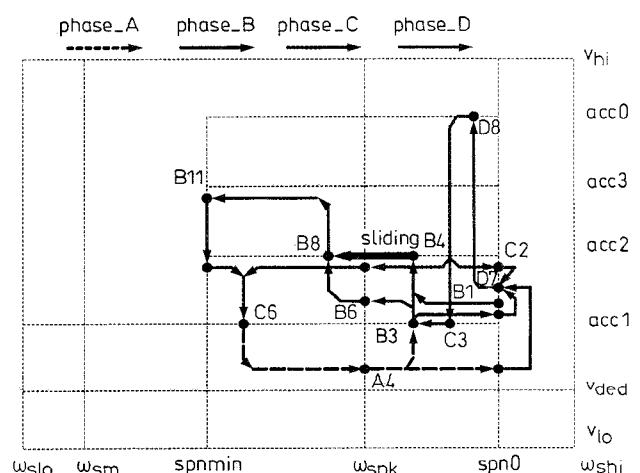 phase_A phase_B phase_C phase_D
v_hi
acc0
D8
acc3
B11
B8 sliding B4 C2
acc2
D7
B1
B6
acc1
C6 B3 C3
A4
v_ded
v_lo
ω_slo ω_sm spnmin ω_spk spn0 ω_shi